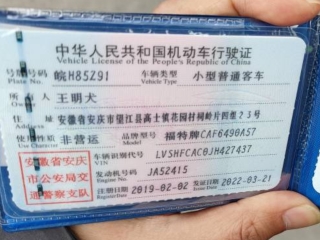 中华人民共和国机动车行驶证
Vehicle License of the People's Republic of China
号牌号码 皖H85Z91 车辆类型 小型普通客车
Plate No. Vehicle Type
所有人 王明犬
Owner
住址 安徽省安庆市望江县高士镇花园村树岭片四组23号
Address
使用性质 非营运 品牌型号 福特牌CAF6490A57
Use Character Model
安徽省安庆市公安局交通警察支队
车辆识别代号 LVSHFCAC0JH427437
VIN
发动机号码 JA52415
Engine No.
注册日期 2019-02-02 发证日期 2022-03-21
Register Date Issue Date